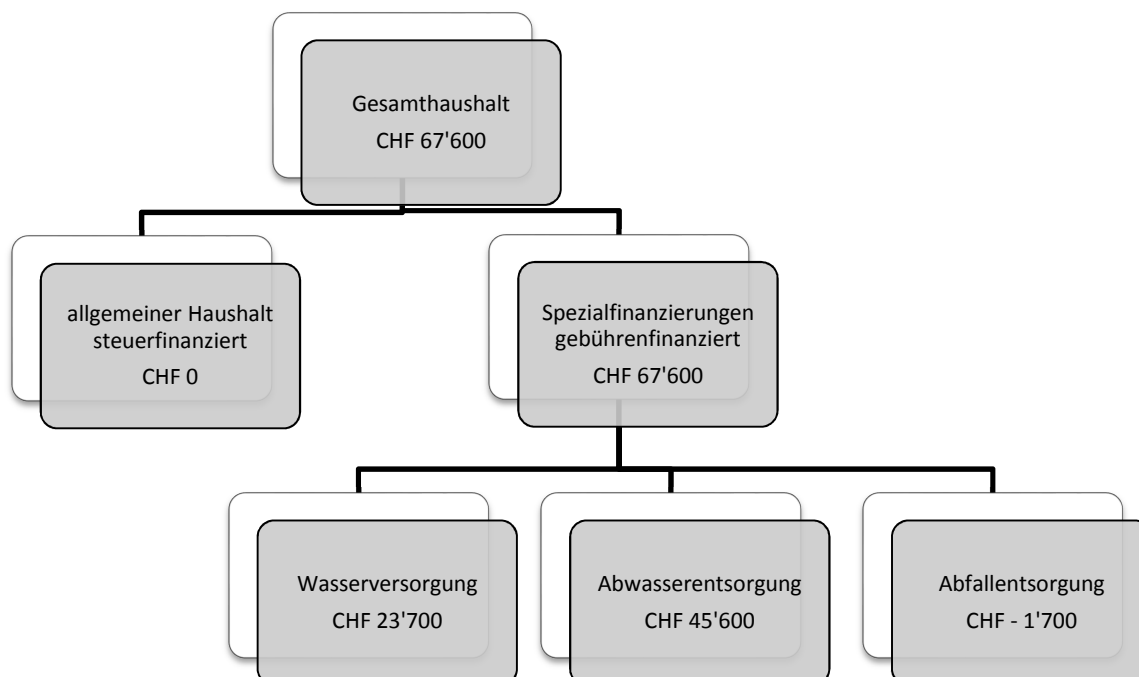 Gesamthaushalt
CHF 67'600
allgemeiner Haushalt
steuerfinanziert
CHF 0
Spezialfinanzierungen
gebührenfinanziert
CHF 67'600
Wasserversorgung
CHF 23'700
Abwasserentsorgung
CHF 45'600
Abfallentsorgung
CHF - 1'700